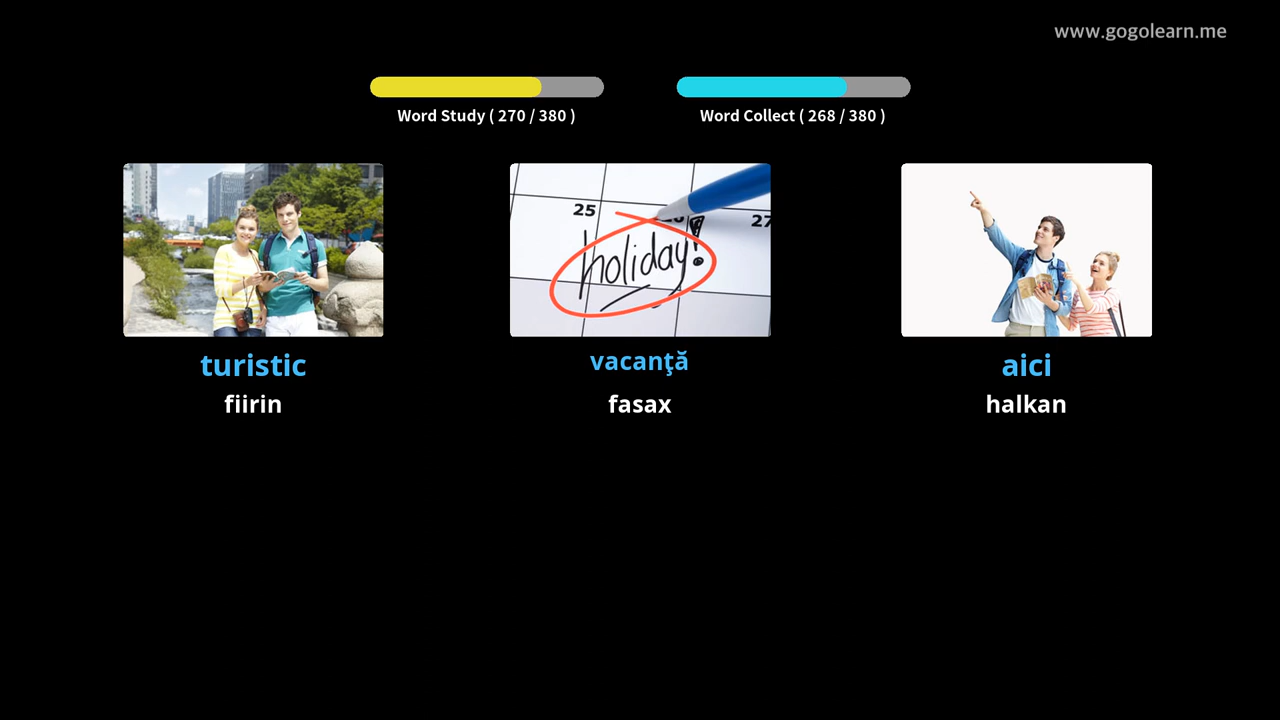 www.gogolearn.me
Word Study ( 270 / 380 )
Word Collect ( 268 / 380 )
25
27
holiday!
turistic
vacanţă
aici
fiirin
fasax
halkan